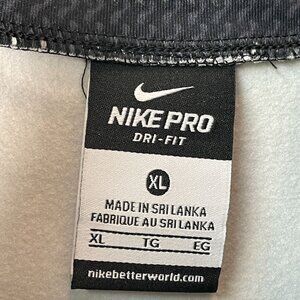 NIKE PRO
DRI-FIT
XL
MADE IN SRI LANKA
FABRIQUE AU SRI LANKA
XL TG EG
nikebetterworld.com